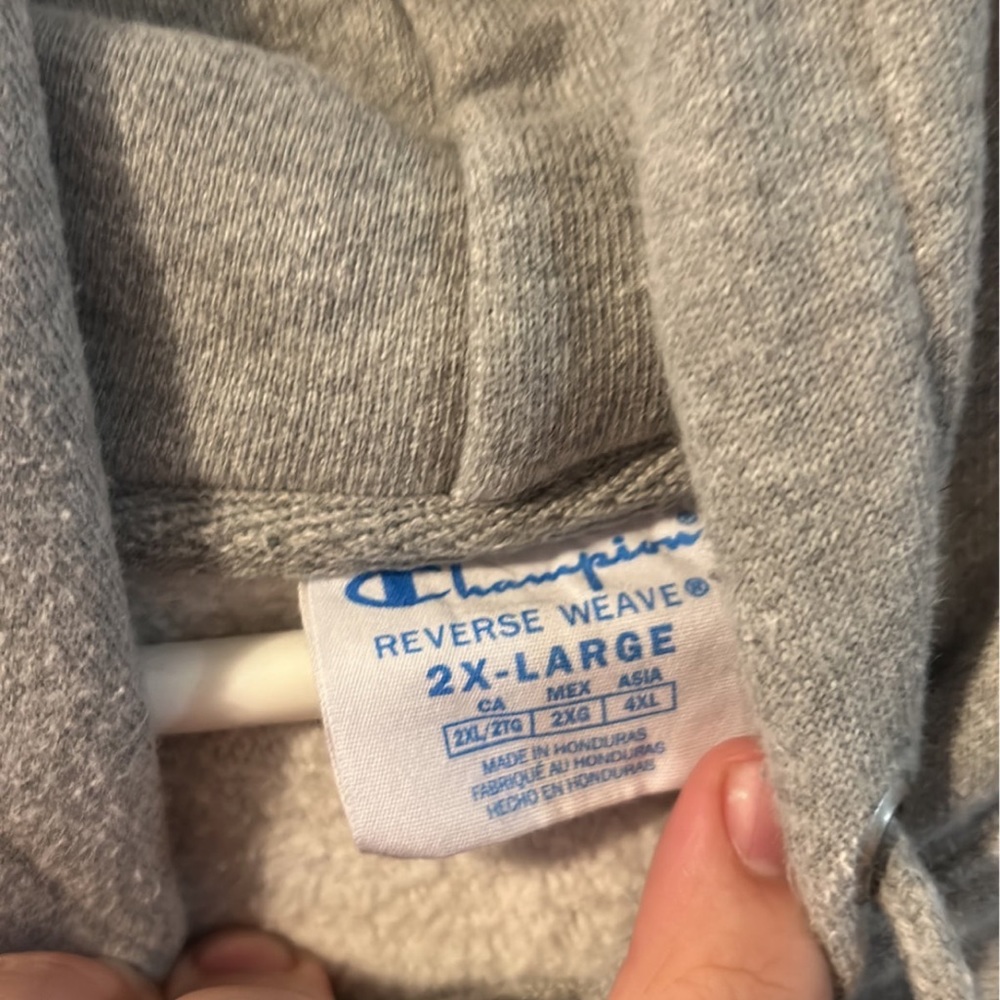 Champion®
REVERSE WEAVE®
2X-LARGE
CA MEX ASIA
2XL/2TG 2XG 4XL
MADE IN HONDURAS
FABRIQUÉ AU HONDURAS
HECHO EN HONDURAS